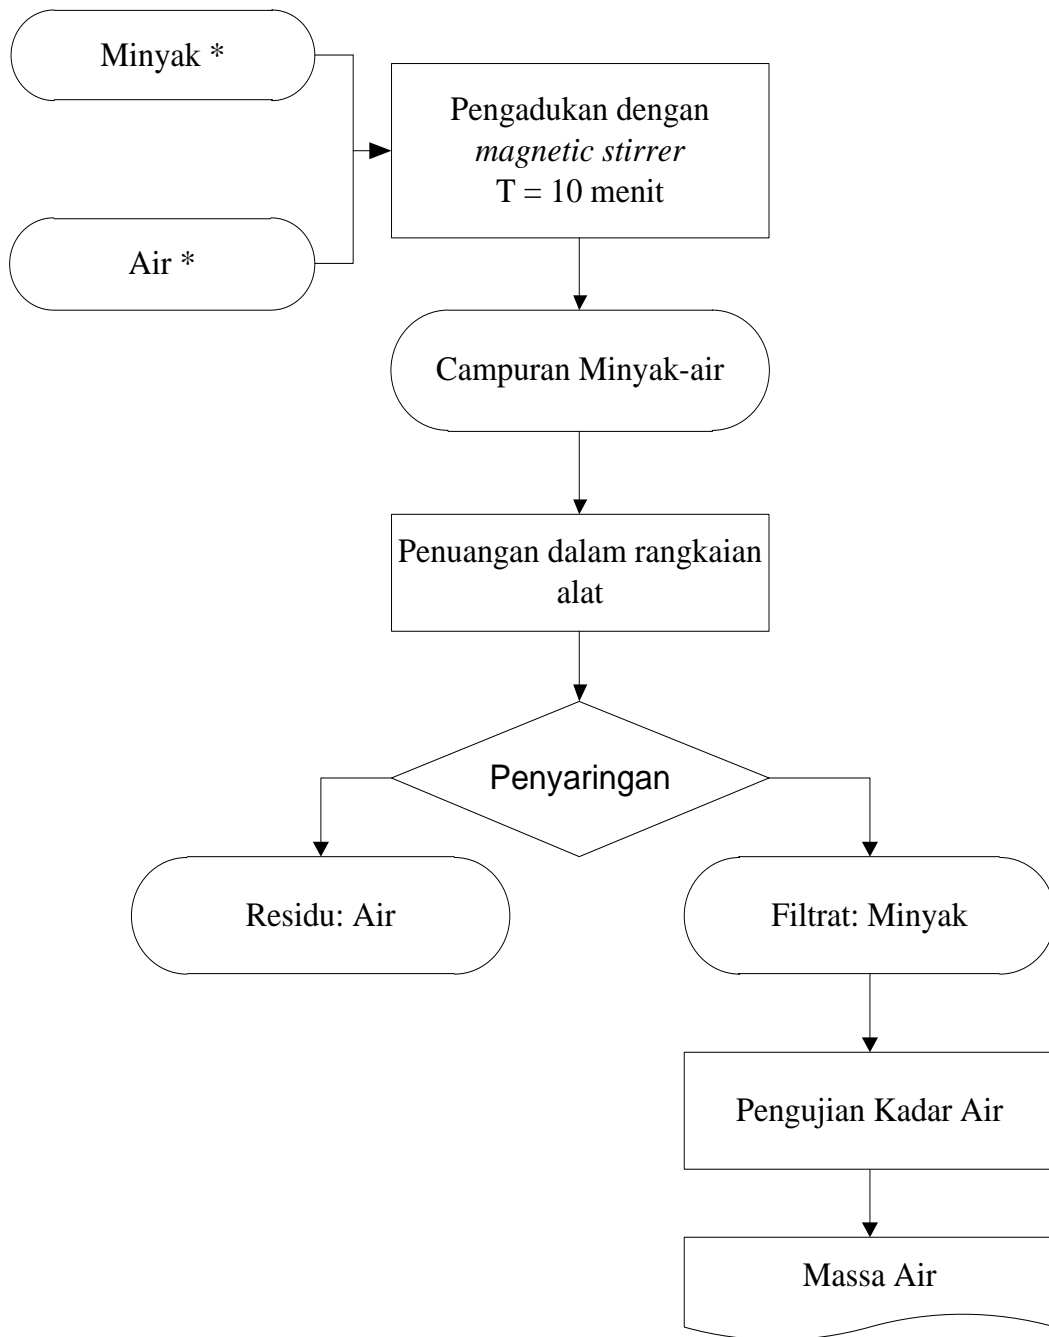 Minyak *
Pengadukan dengan
magnetic stirrer
T = 10 menit
Air *
Campuran Minyak-air
Penuangan dalam rangkaian
alat
Penyaringan
Residu: Air
Filtrat: Minyak
Pengujian Kadar Air
Massa Air